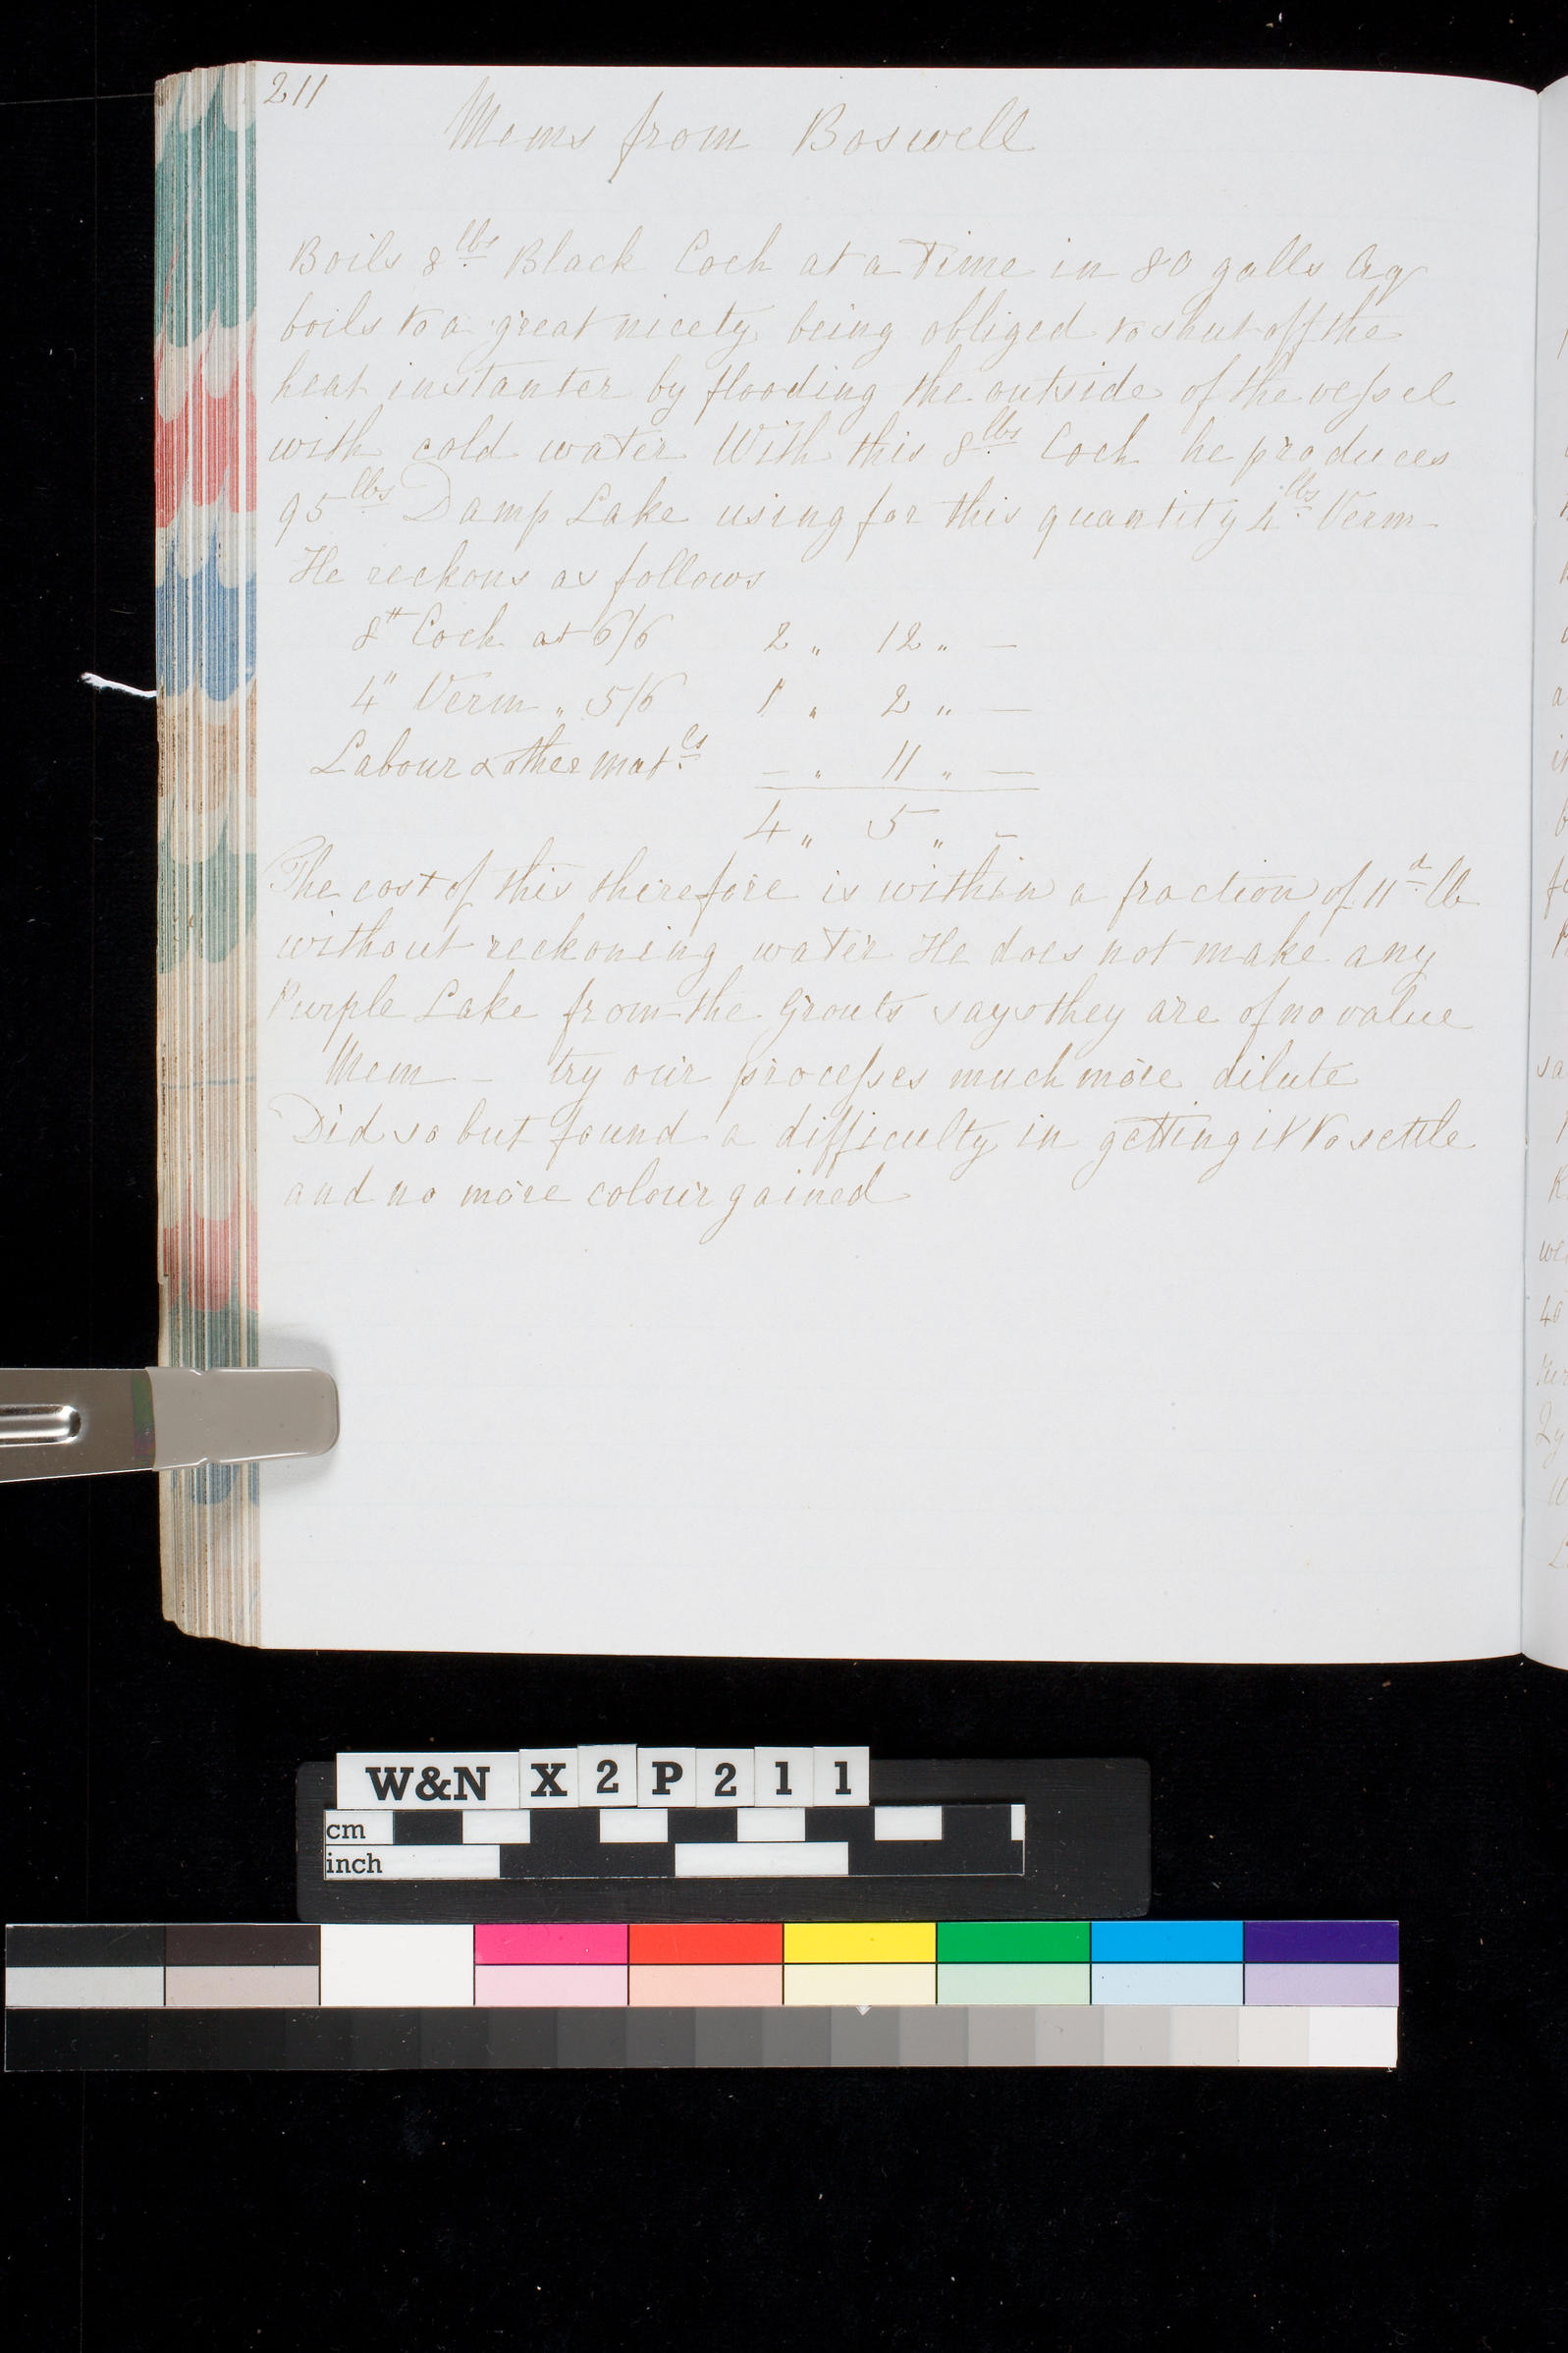 211
Mems from Boswell
Boils 8lbs Black Coch at a Time in 80 galls Aq
boils to a great nicety being obliged to shut off the
heat instanter by flooding the outside of the vessel
with cold water With this 8lbs Coch he produces
95lbs Damp Lake using for this quantity 4lbs Verm
He reckons as follows
8# Coch at 6/6 2 " 12 " —
4" Verm " 5/6 1 " 2 " —
Labour & other matls — " 11 " —
4 " 5 " –
The cost of this therefore is within a fraction of 11d lb
without reckoning water He does not make any
Purple Lake from the Grouts says they are of no value
Mem – try our processes much more dilute
Did so but found a difficulty in getting it to settle
and no more colour gained
W&N X 2 P 2 1 1
cm
inch